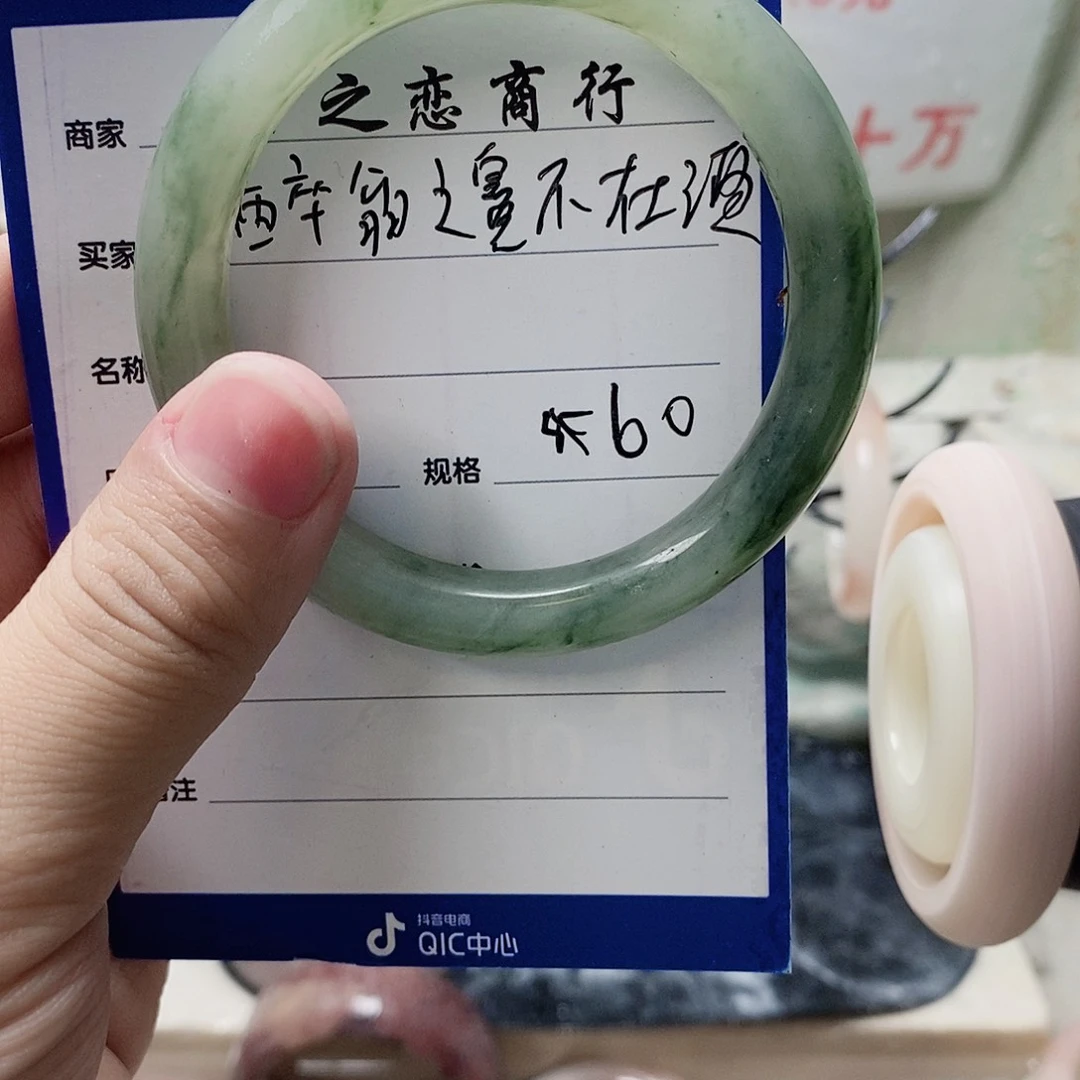 商家 之恋商行
买家 醉翁之意不在酒
名称
规格 60
注
抖音电商
QIC中心
十万